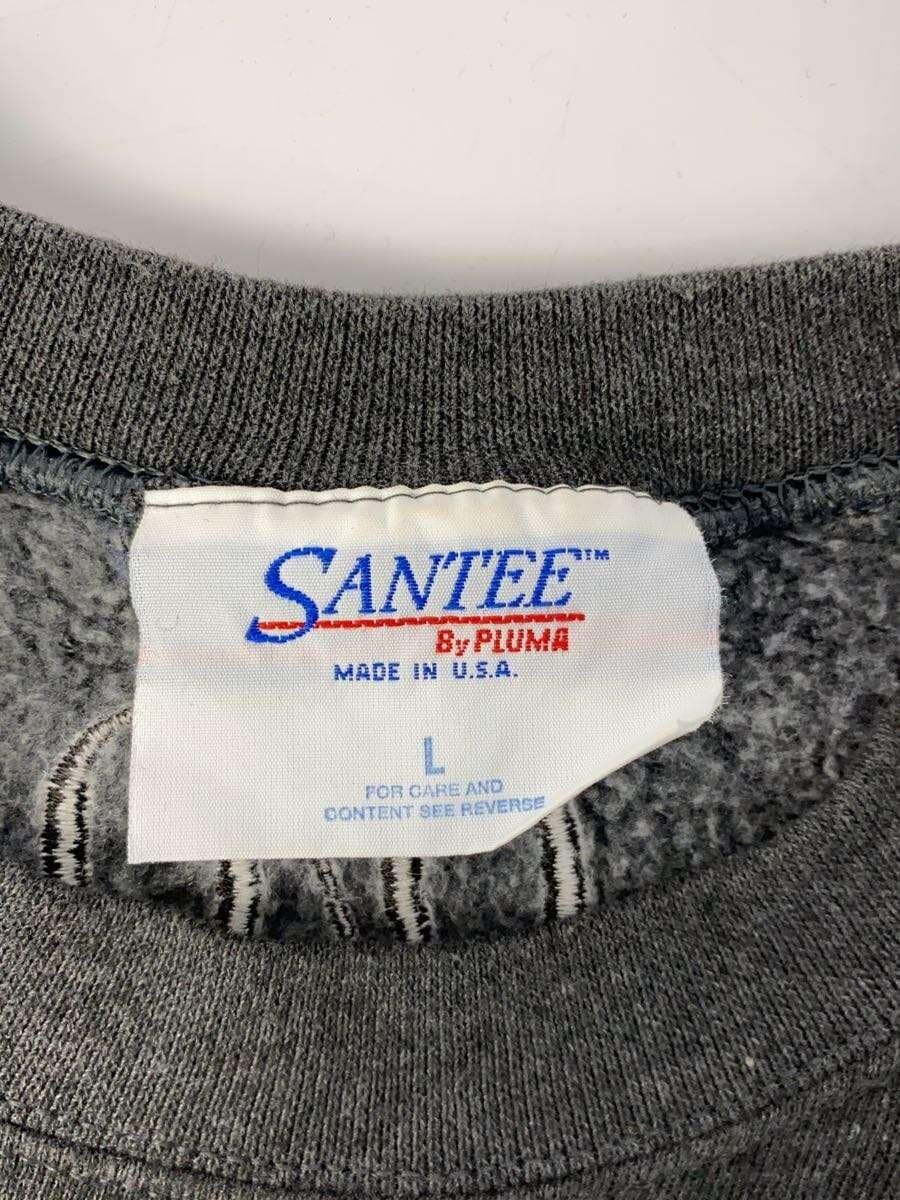 SANTEE™
By PLUMA
MADE IN U.S.A.
L
FOR CARE AND
CONTENT SEE REVERSE